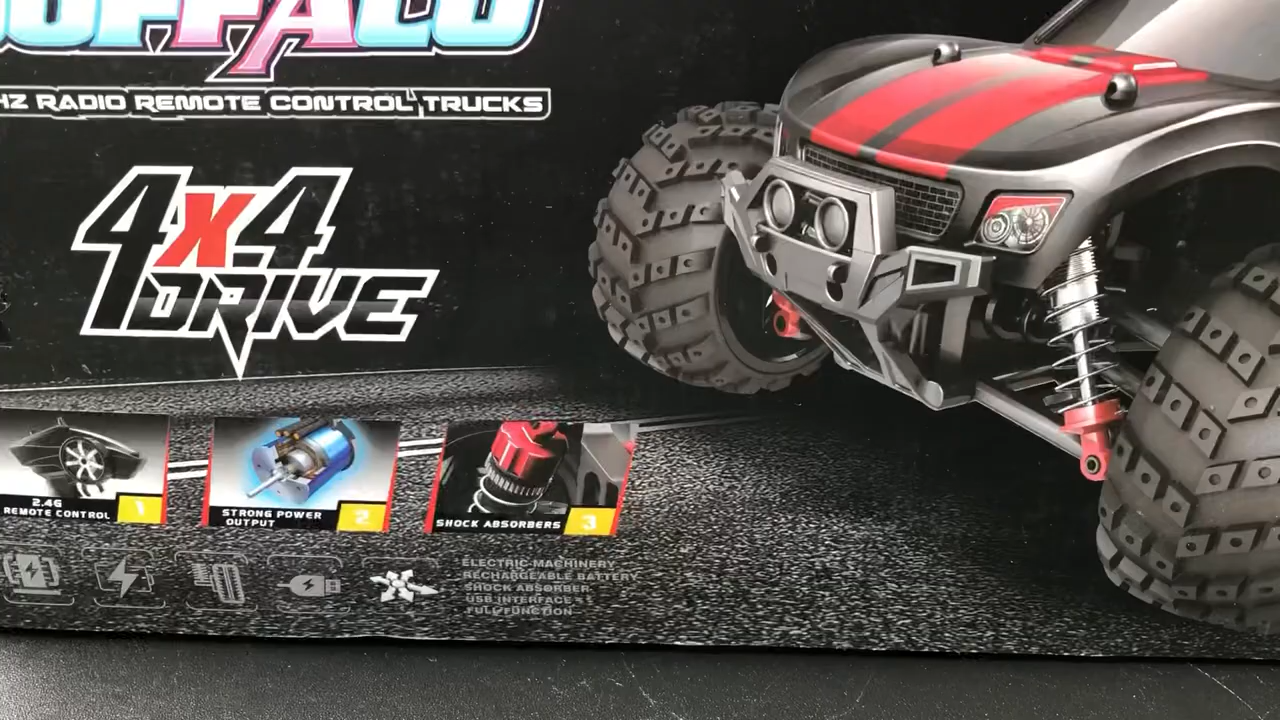 BUFFALO
HZ RADIO REMOTE CONTROL TRUCKS
4x4
DRIVE
2.4G
REMOTE CONTROL
1
STRONG POWER
OUTPUT
2
SHOCK ABSORBERS
3
ELECTRIC MACHINERY
RECHARGEABLE BATTERY
SHOCK ABSORBER
USB INTERFACE
FULL FUNCTION